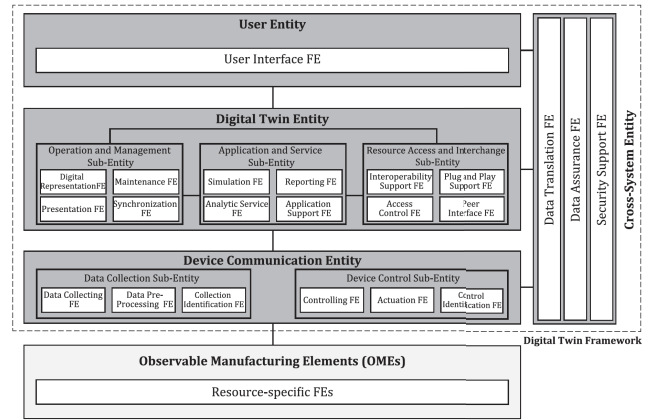 User Entity
User Interface FE
Digital Twin Entity
Operation and Management
Sub-Entity
Digital
RepresentationFE
Maintenance FE
Presentation FE
Synchronization
FE
Application and Service
Sub-Entity
Simulation FE
Reporting FE
Analytic Service
FE
Application
Support FE
Resource Access and Interchange
Sub-Entity
Interoperability
Support FE
Plug and Play
Support FE
Access
Control FE
Peer
Interface FE
Device Communication Entity
Data Collection Sub-Entity
Data Collecting
FE
Data Pre-
Processing FE
Collection
Identification FE
Device Control Sub-Entity
Controlling FE
Actuation FE
Control
Identification FE
Data Translation FE
Data Assurance FE
Security Support FE
Cross-System Entity
Digital Twin Framework
Observable Manufacturing Elements (OMEs)
Resource-specific FEs